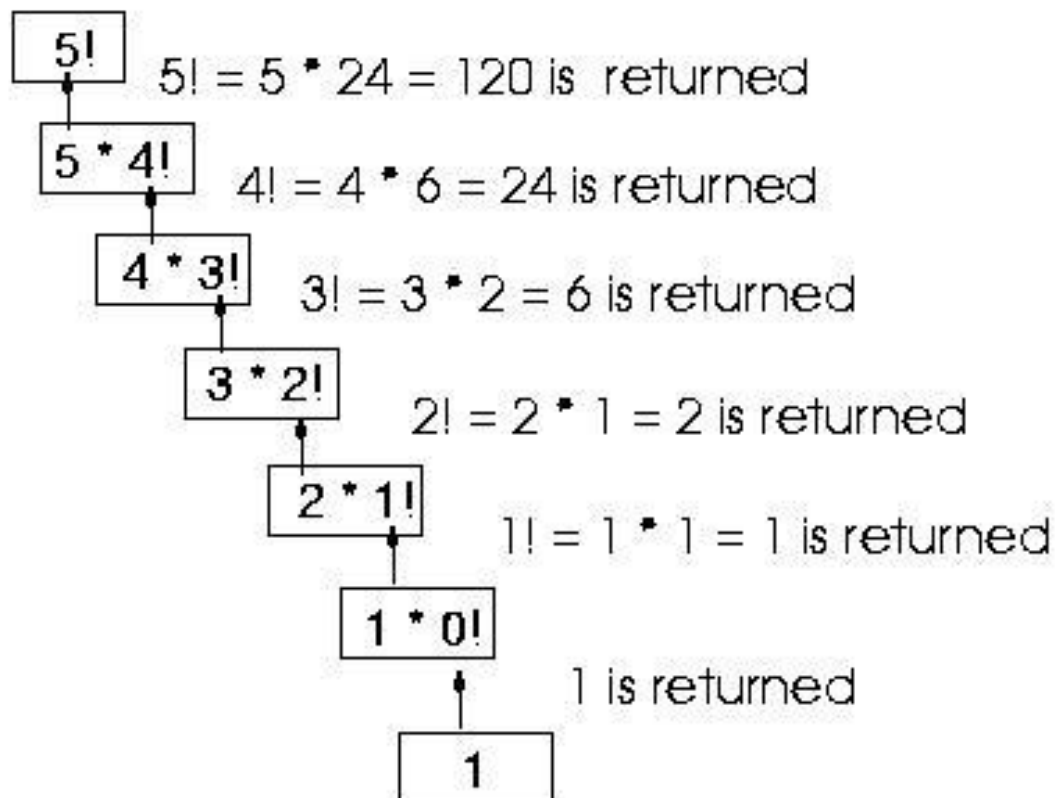 5!
5! = 5 * 24 = 120 is returned
5 * 4!
4! = 4 * 6 = 24 is returned
4 * 3!
3! = 3 * 2 = 6 is returned
3 * 2!
2! = 2 * 1 = 2 is returned
2 * 1!
1! = 1 * 1 = 1 is returned
1 * 0!
1 is returned
1